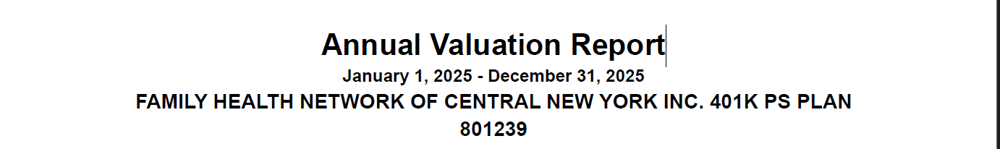 Annual Valuation Report
January 1, 2025 - December 31, 2025
FAMILY HEALTH NETWORK OF CENTRAL NEW YORK INC. 401K PS PLAN
801239